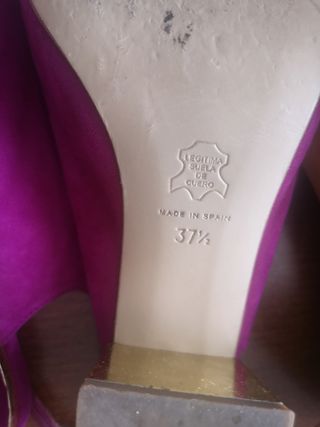 LEGITIMA
SUELA
DE
CUERO
MADE IN SPAIN
37½